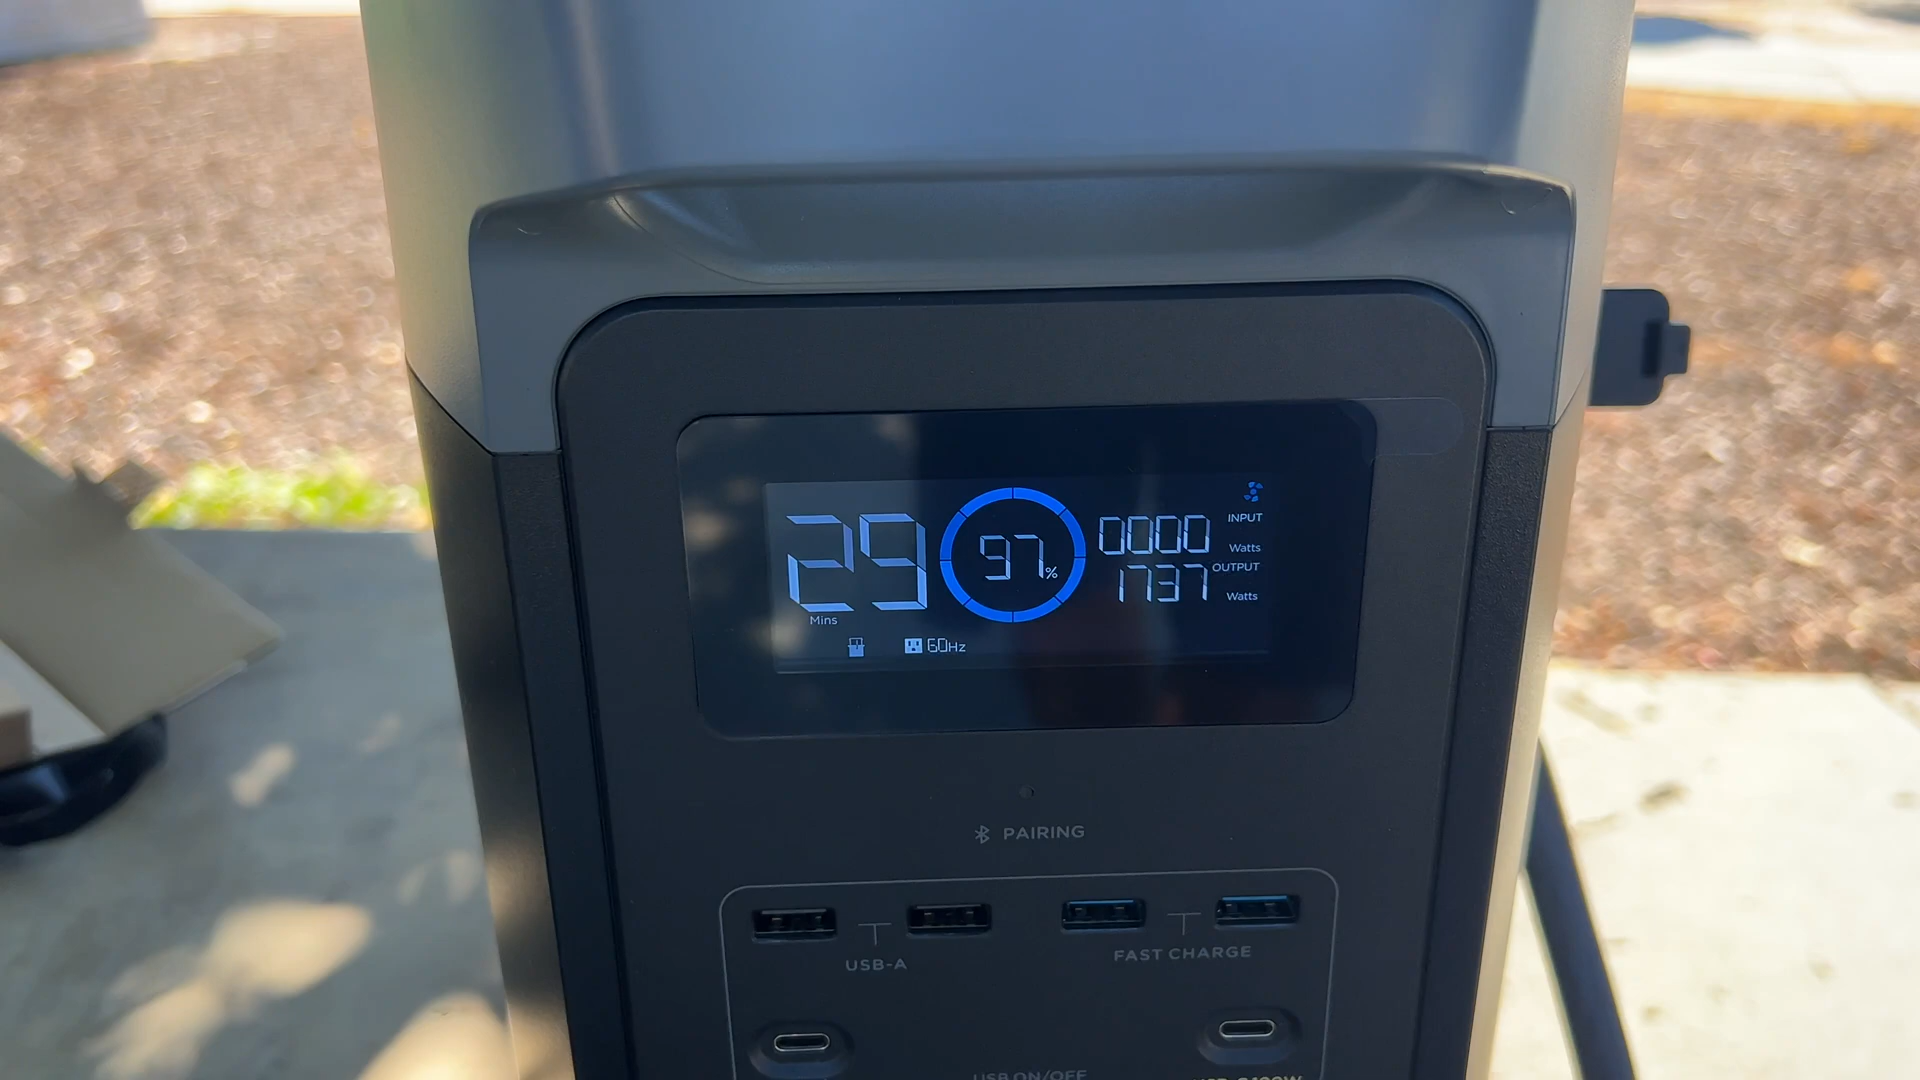 29
Mins
97%
0000
INPUT
Watts
1737
OUTPUT
Watts
60Hz
PAIRING
USB-A
FAST CHARGE
USB ON/OFF